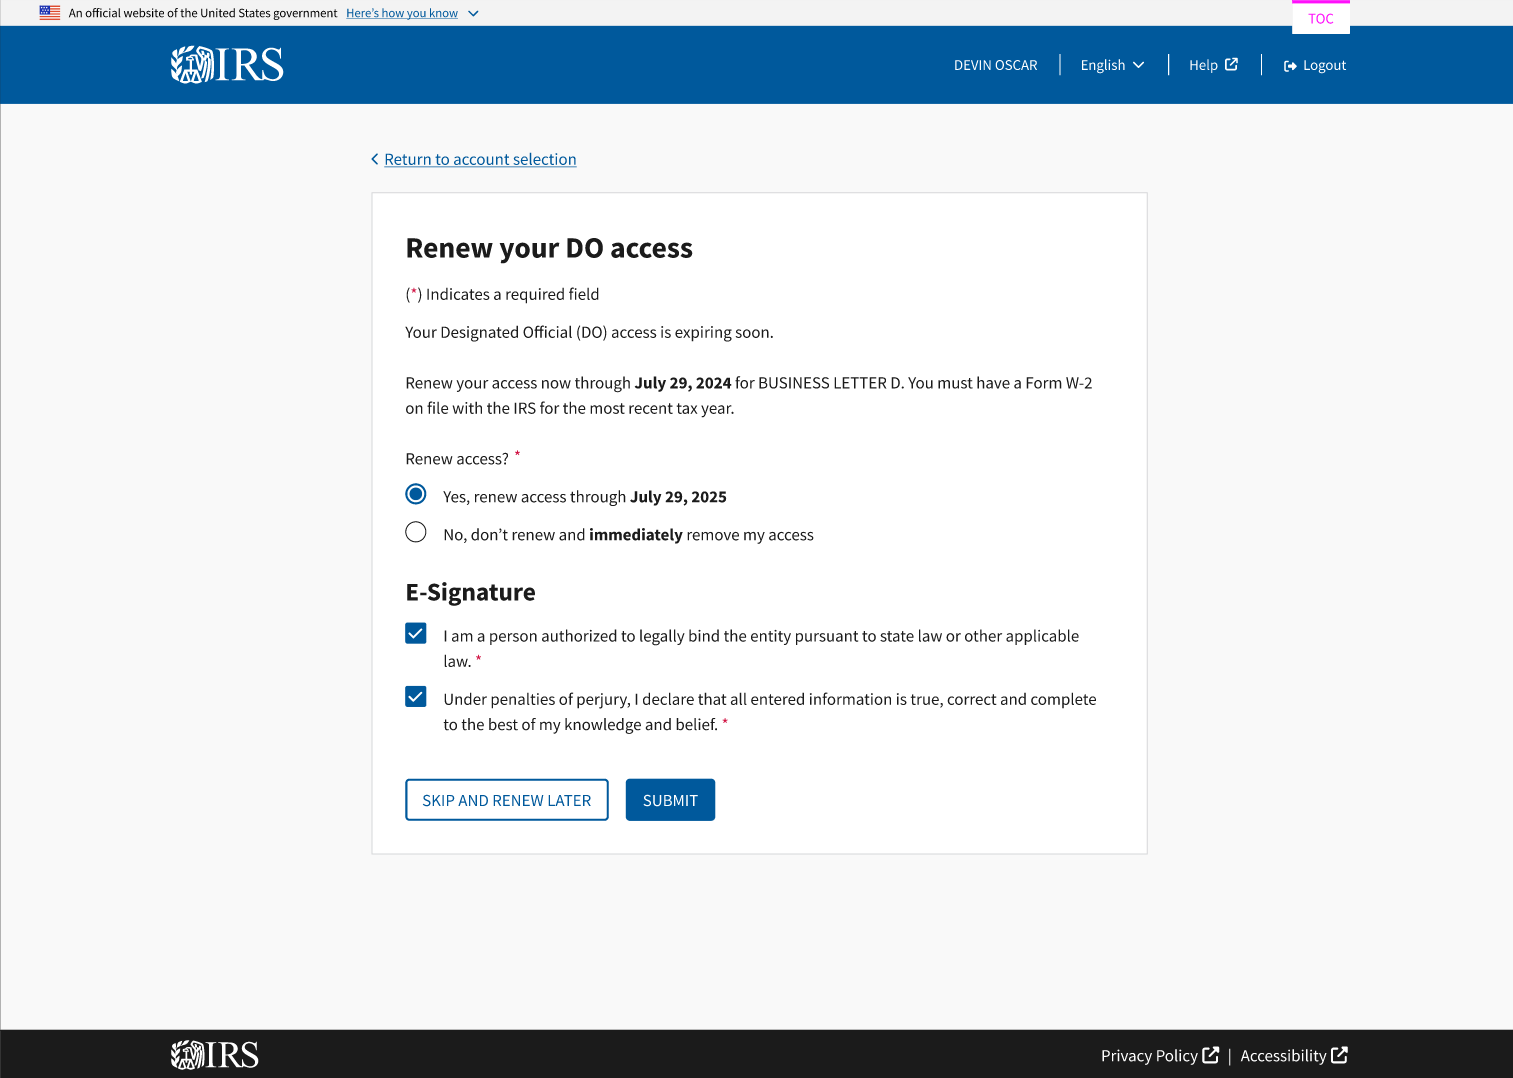 An official website of the United States government Here's how you know
TOC
IRS
DEVIN OSCAR
English
Help
Logout
Return to account selection
Renew your DO access
(*) Indicates a required field
Your Designated Official (DO) access is expiring soon.
Renew your access now through July 29, 2024 for BUSINESS LETTER D. You must have a Form W-2
on file with the IRS for the most recent tax year.
Renew access? *
Yes, renew access through July 29, 2025
No, don't renew and immediately remove my access
E-Signature
I am a person authorized to legally bind the entity pursuant to state law or other applicable
law. *
Under penalties of perjury, I declare that all entered information is true, correct and complete
to the best of my knowledge and belief. *
SKIP AND RENEW LATER
SUBMIT
IRS
Privacy Policy | Accessibility